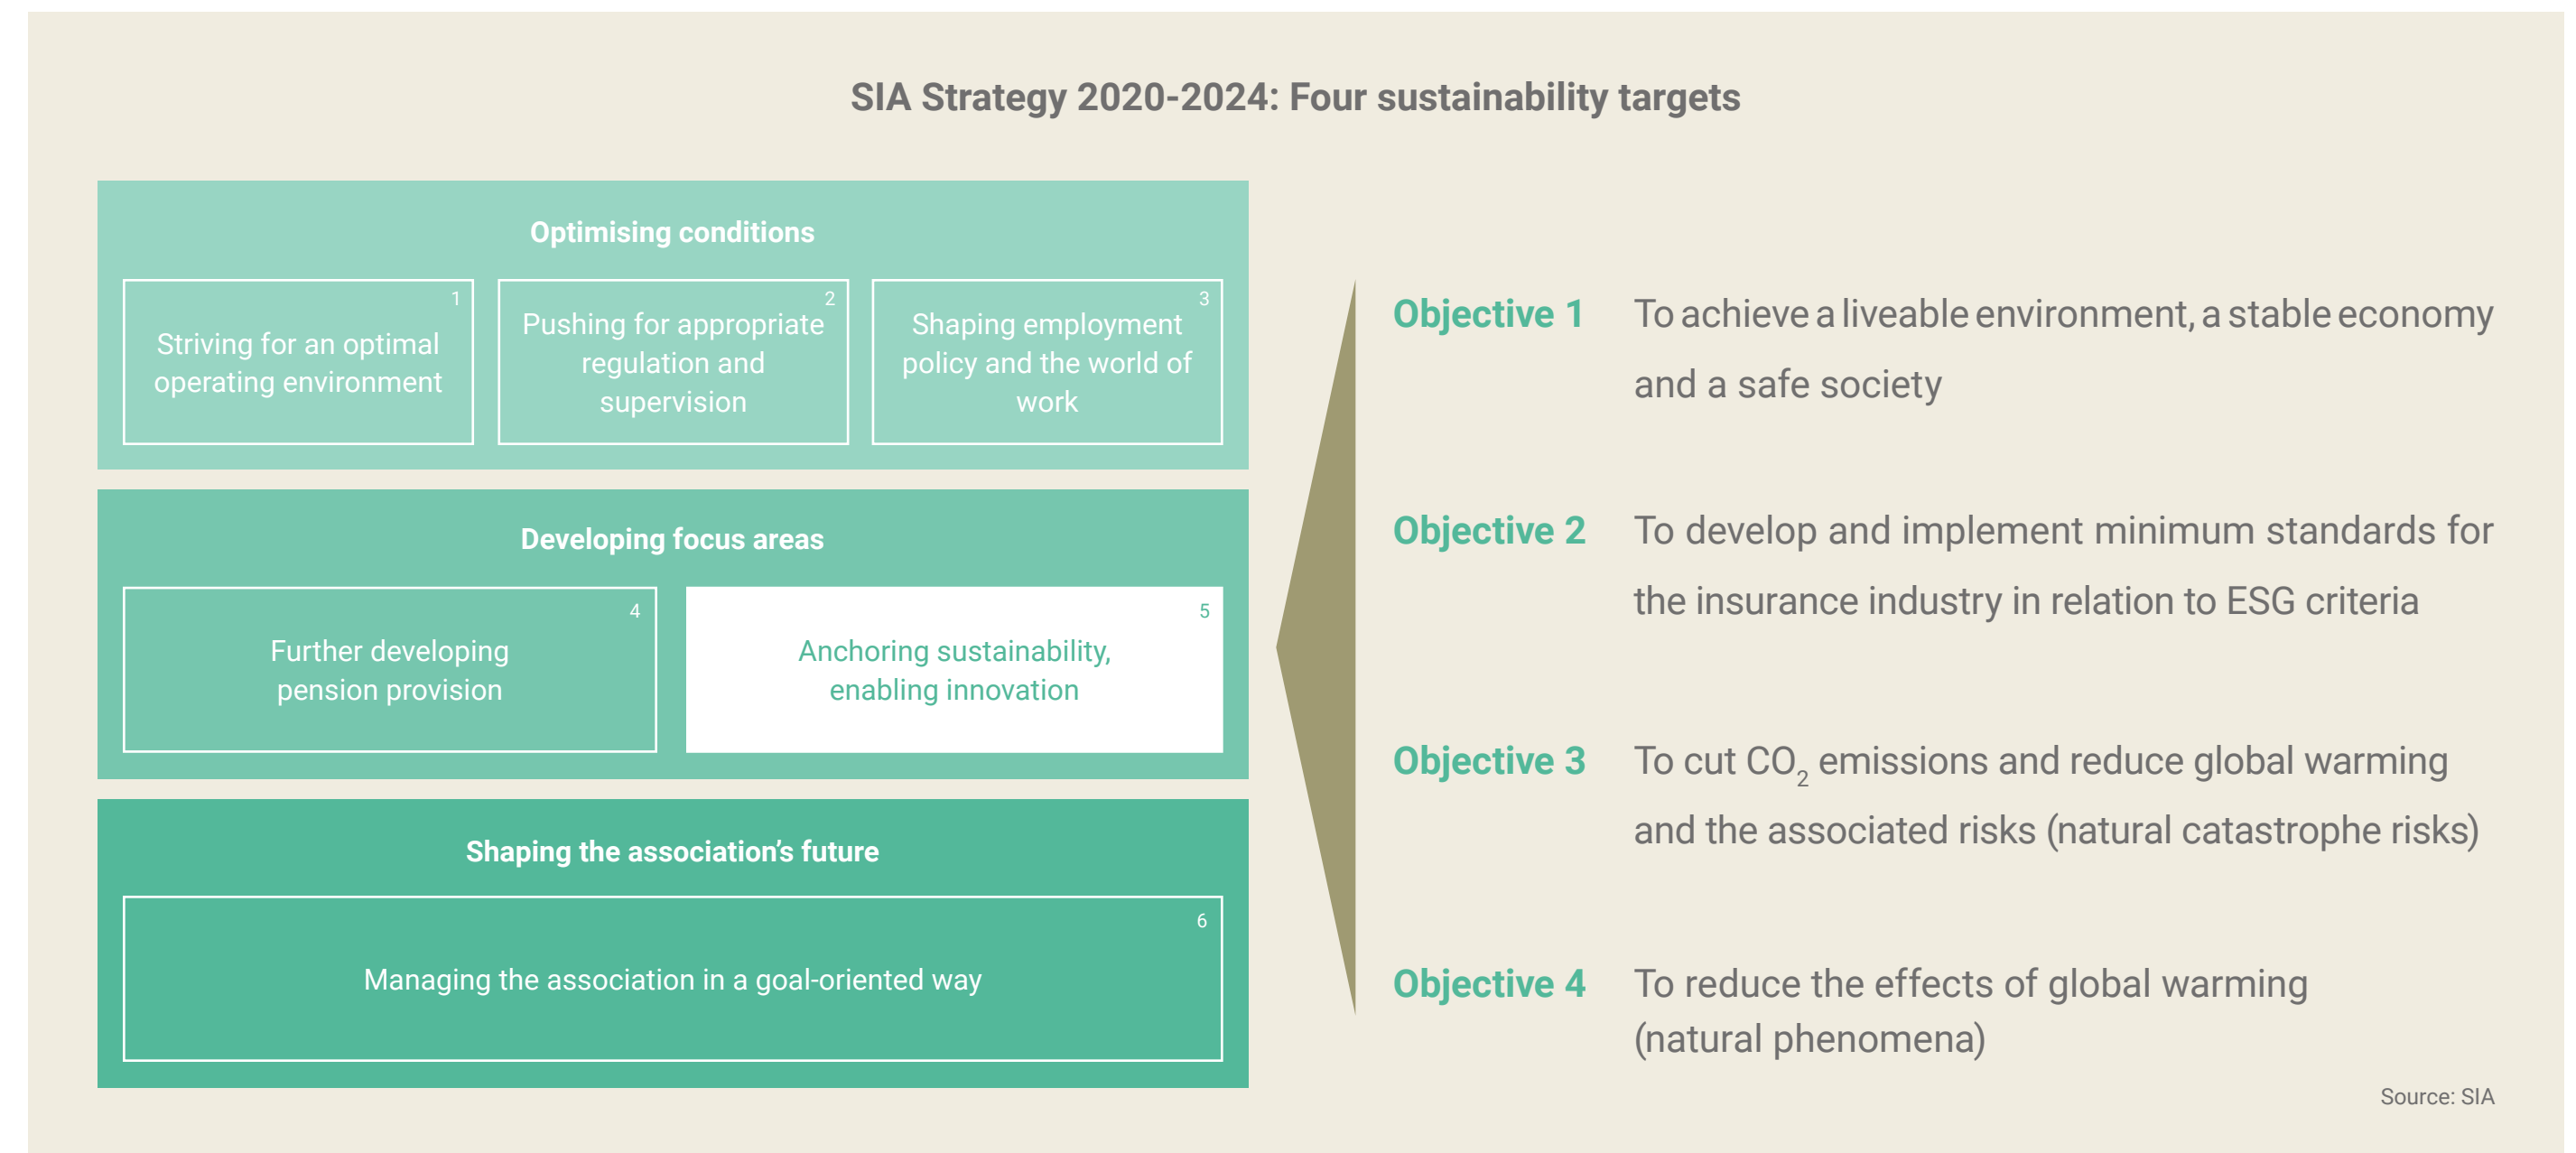 SIA Strategy 2020-2024: Four sustainability targets
Optimising conditions
1
Striving for an optimal
operating environment
2
Pushing for appropriate
regulation and
supervision
3
Shaping employment
policy and the world of
work
Developing focus areas
4
Further developing
pension provision
5
Anchoring sustainability,
enabling innovation
Shaping the association’s future
6
Managing the association in a goal-oriented way
Objective 1 To achieve a liveable environment, a stable economy
and a safe society
Objective 2 To develop and implement minimum standards for
the insurance industry in relation to ESG criteria
Objective 3 To cut CO₂ emissions and reduce global warming
and the associated risks (natural catastrophe risks)
Objective 4 To reduce the effects of global warming
(natural phenomena)
Source: SIA